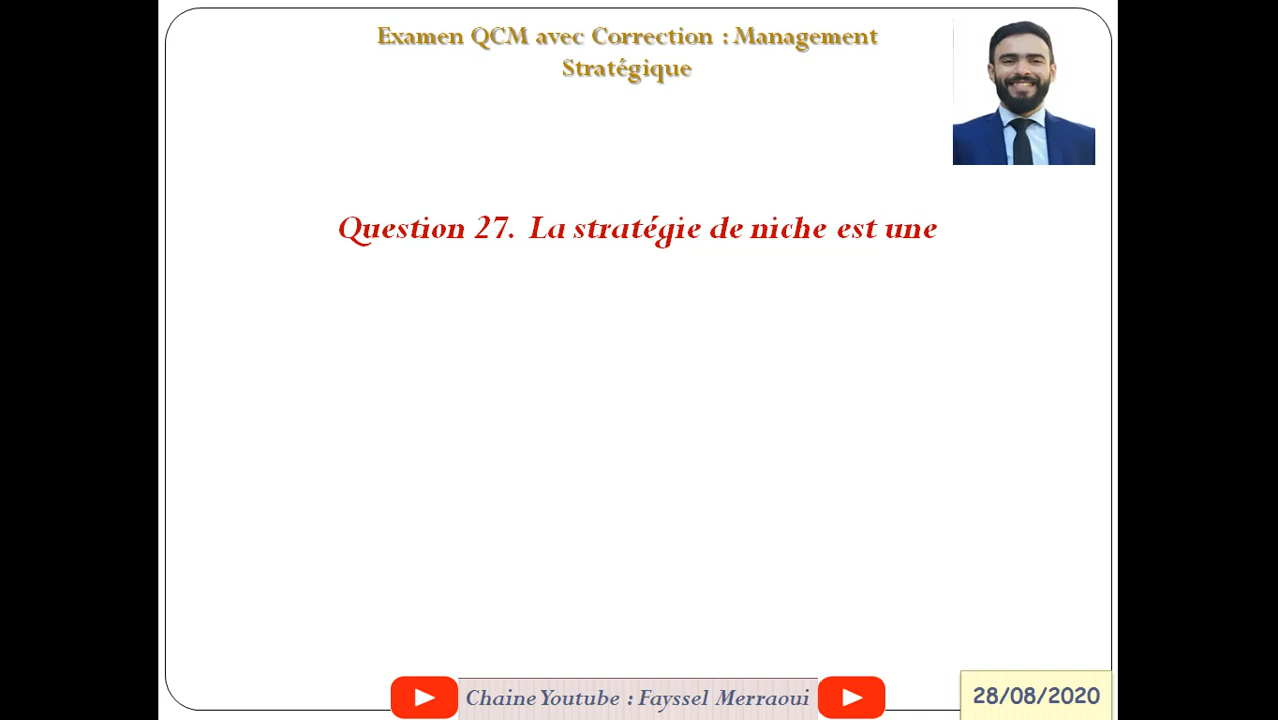 Examen QCM avec Correction : Management
Stratégique
Question 27. La stratégie de niche est une
Chaine Youtube : Fayssel Merraoui
28/08/2020